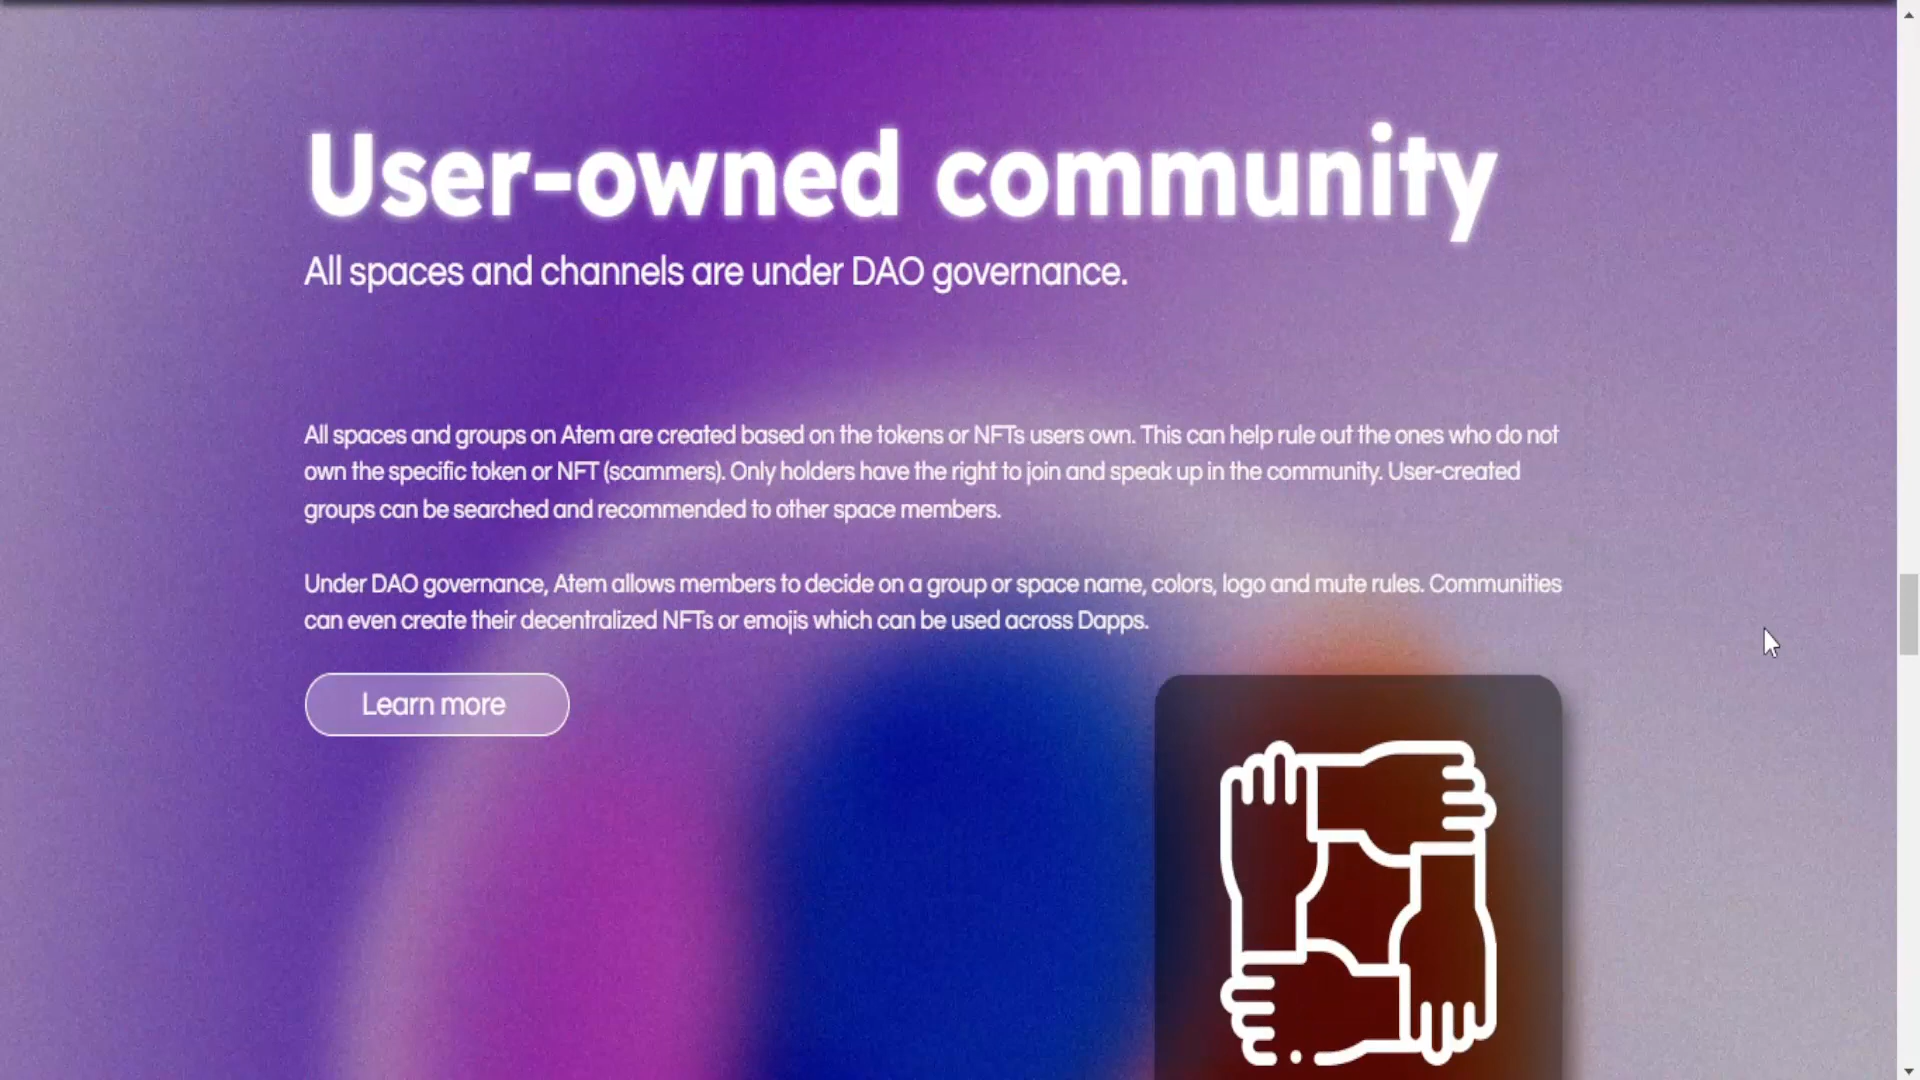 User-owned community
All spaces and channels are under DAO governance.
All spaces and groups on Atem are created based on the tokens or NFTs users own. This can help rule out the ones who do not
own the specific token or NFT (scammers). Only holders have the right to join and speak up in the community. User-created
groups can be searched and recommended to other space members.
Under DAO governance, Atem allows members to decide on a group or space name, colors, logo and mute rules. Communities
can even create their decentralized NFTs or emojis which can be used across Dapps.
Learn more